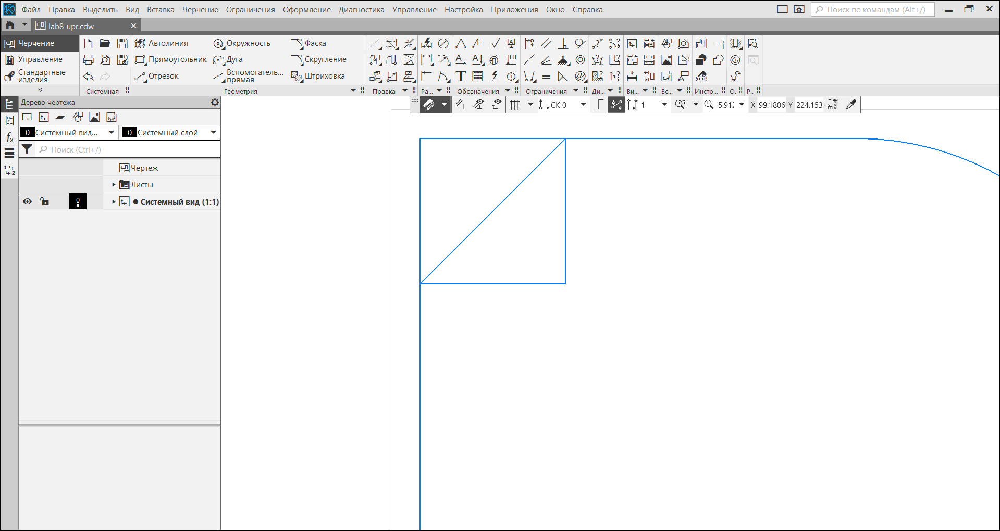 Файл Правка Выделить Вид Вставка Черчение Ограничения Оформление Диагностика Управление Настройка Приложения Окно Справка Поиск по командам (Alt+/)
lab8-upr.cdw
Черчение Автолиния Окружность Фаска
Управление Прямоугольник Дуга Скругление
Стандартные изделия Отрезок Вспомогатель... прямая Штриховка
Системная Геометрия Правка Ра... Обозначения Ограничения Ди... Ви... Вс... Инстр... О. Р..
Дерево чертежа
СК 0 1 5.912 X 99.1806 Y 224.153
0 Системный вид... 0 Системный слой
Поиск (Ctrl+/)
Чертеж
Листы
0 Системный вид (1:1)